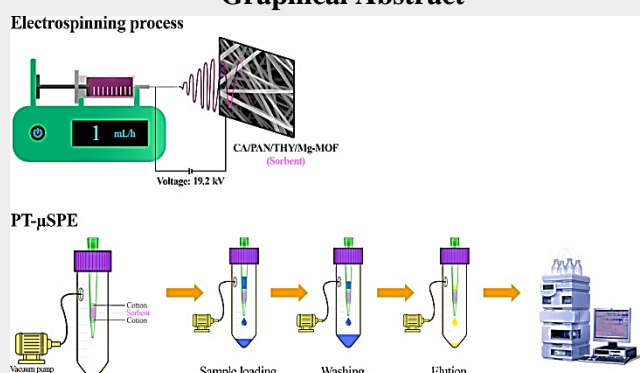 Graphical Abstract
Electrospinning process
1 mL/h
CA/PAN/THY/Mg-MOF
(Sorbent)
Voltage: 19.2 kV
PT-μSPE
Cotton
Sorbent
Cotton
Vacuum pump
Sample loading
Washing
Elution